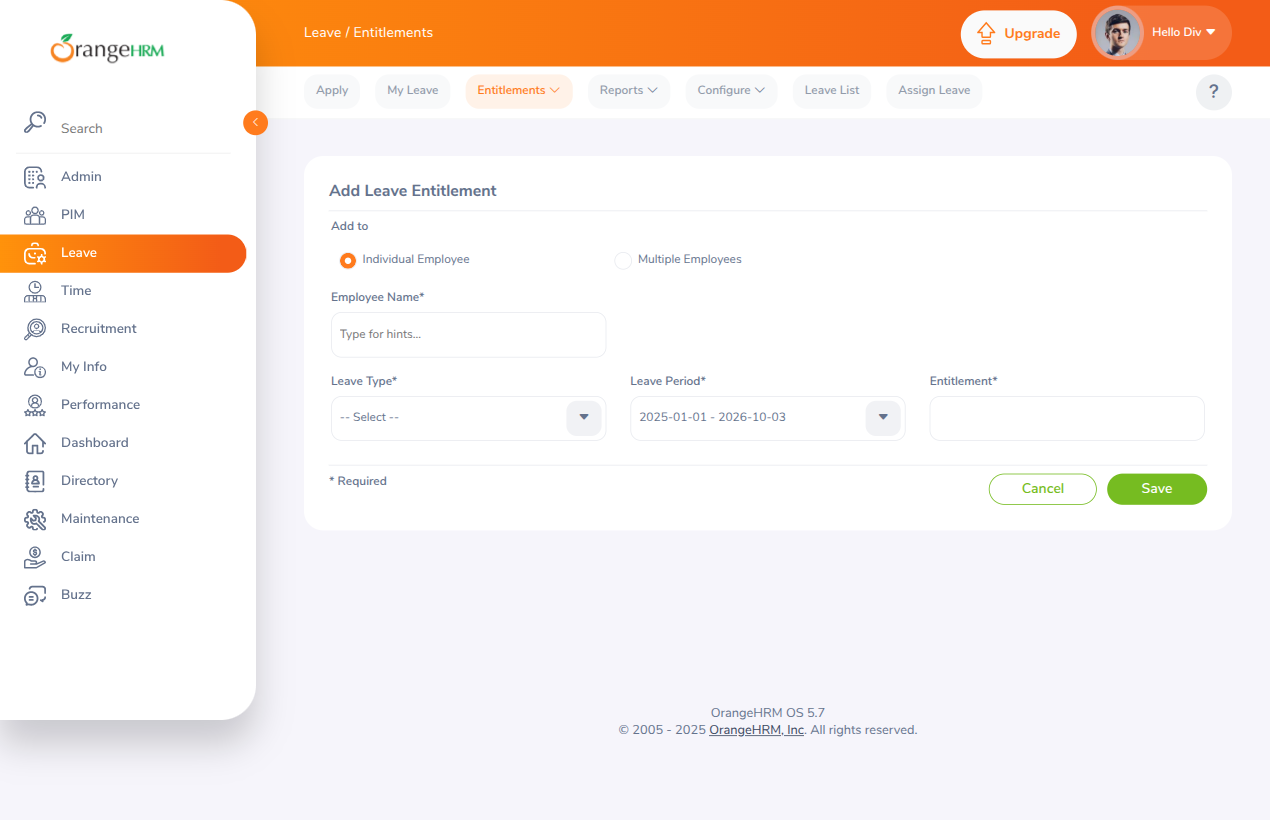 OrangeHRM
Leave / Entitlements
Upgrade
Hello Div
Apply
My Leave
Entitlements
Reports
Configure
Leave List
Assign Leave
?
Search
Admin
PIM
Leave
Time
Recruitment
My Info
Performance
Dashboard
Directory
Maintenance
Claim
Buzz
Add Leave Entitlement
Add to
Individual Employee
Multiple Employees
Employee Name*
Type for hints...
Leave Type*
Leave Period*
Entitlement*
-- Select --
2025-01-01 - 2026-10-03
* Required
Cancel
Save
OrangeHRM OS 5.7
© 2005 - 2025 OrangeHRM, Inc. All rights reserved.